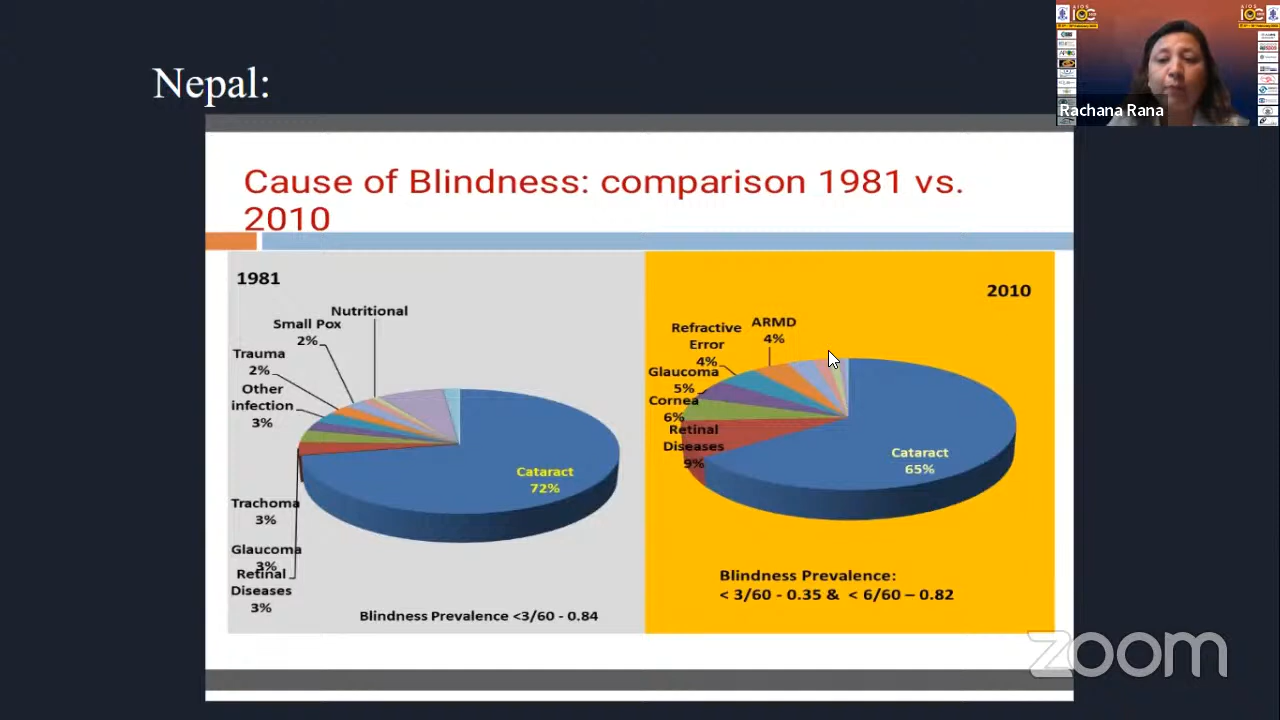 Nepal:
Rachana Rana
Cause of Blindness: comparison 1981 vs.
2010
1981
Nutritional
Small Pox
2%
Trauma
2%
Other
infection
3%
Cataract
72%
Trachoma
3%
Glaucoma
3%
Retinal
Diseases
3%
Blindness Prevalence <3/60 - 0.84
2010
ARMD
4%
Refractive
Error
4%
Glaucoma
5%
Cornea
6%
Retinal
Diseases
9%
Cataract
65%
Blindness Prevalence:
< 3/60 - 0.35 & < 6/60 – 0.82
zoom